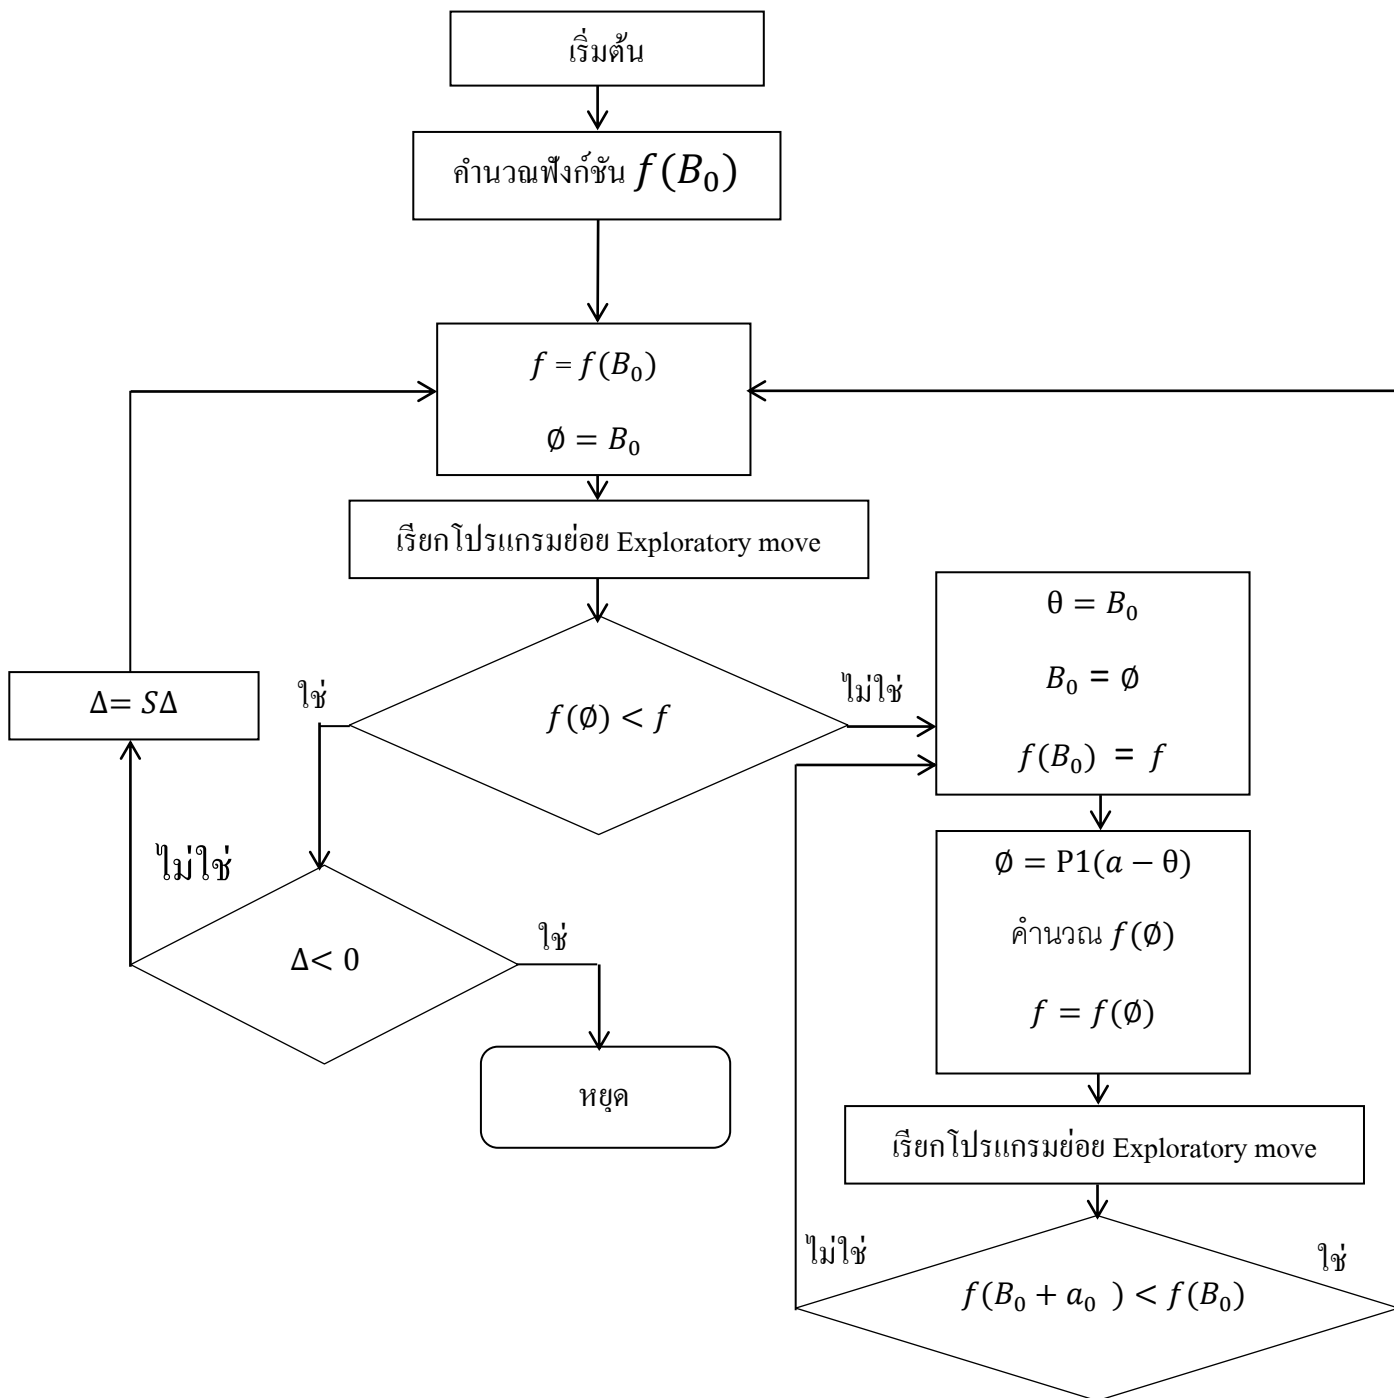 เริ่มต้น
คำนวณฟังก์ชัน f(B₀)
f = f(B₀)
∅ = B₀
เรียกโปรแกรมย่อย Exploratory move
θ = B₀
B₀ = ∅
f(B₀) = f
Δ= SΔ
ใช่
f(∅) < f
ไม่ใช่
ไม่ใช่
Δ< 0
ใช่
หยุด
∅ = P1(a − θ)
คำนวณ f(∅)
f = f(∅)
เรียกโปรแกรมย่อย Exploratory move
ไม่ใช่
f(B₀ + a₀ ) < f(B₀)
ใช่